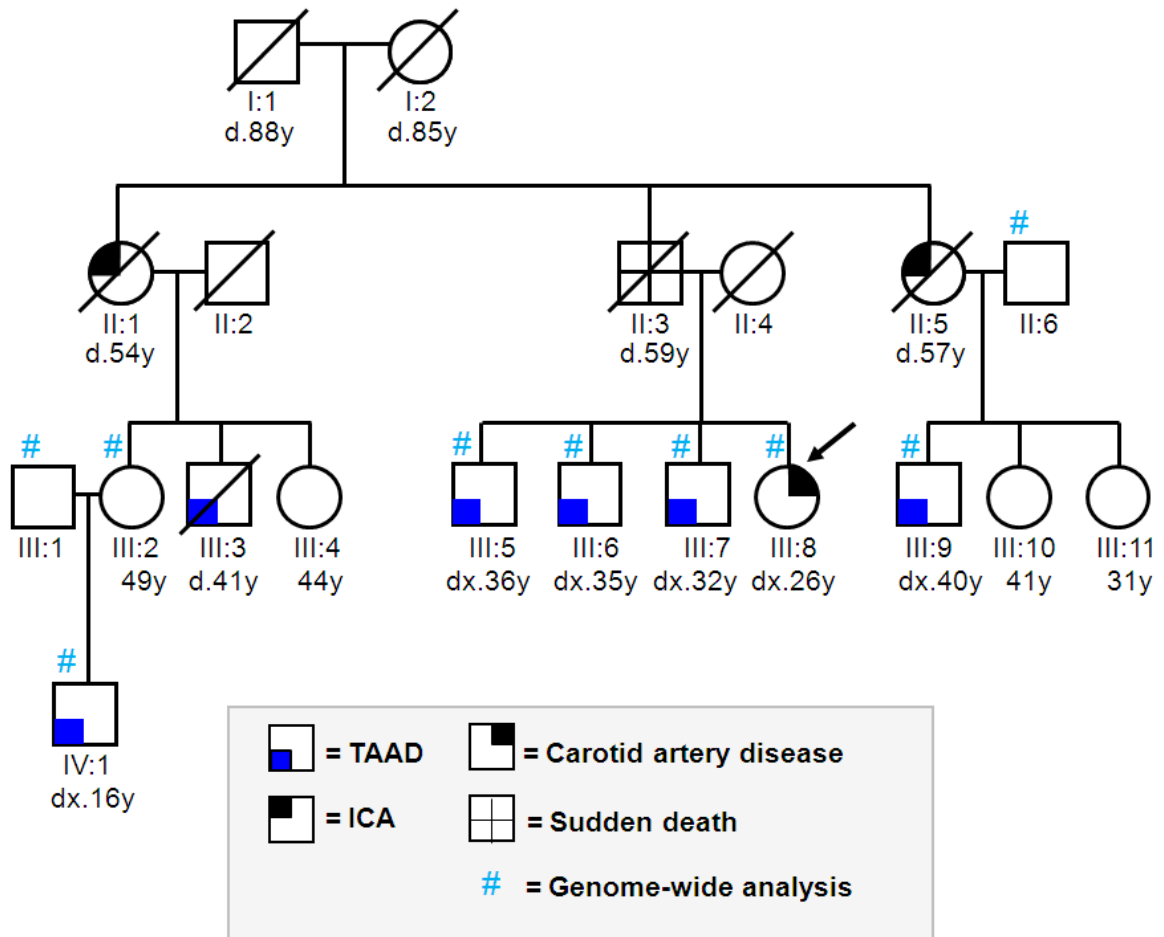 I:1 I:2
d.88y d.85y
#
II:1 II:2 II:3 II:4 II:5 II:6
d.54y d.59y d.57y
# # # # # # #
III:1 III:2 III:3 III:4 III:5 III:6 III:7 III:8 III:9 III:10 III:11
49y d.41y 44y dx.36y dx.35y dx.32y dx.26y dx.40y 41y 31y
#
IV:1
dx.16y
= TAAD = Carotid artery disease
= ICA = Sudden death
# = Genome-wide analysis